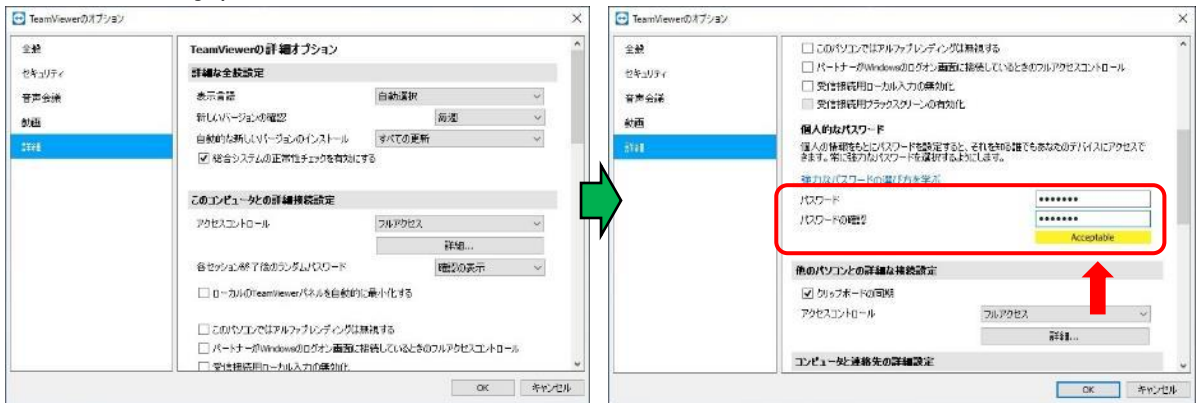 TeamViewerのオプション
全般
セキュリティ
音声会議
動画
詳細
TeamViewerの詳細オプション
詳細な全般設定
表示言語 自動選択
新しいバージョンの確認 毎週
自動的な新しいバージョンのインストール すべての更新
総合システムの正常性チェックを有効にする
このコンピュータとの詳細接続設定
アクセスコントロール フルアクセス
詳細...
各セッション終了後のランダムパスワード 確認の表示
ローカルのTeamViewerパネルを自動的に最小化する
このパソコンではアルファブレンディングは無視する
パートナーがWindowsのログオン画面に接続しているときのフルアクセスコントロール
受信接続用ローカル入力の無効化
OK キャンセル
TeamViewerのオプション
全般
セキュリティ
音声会議
動画
詳細
このパソコンではアルファブレンディングは無視する
パートナーがWindowsのログオン画面に接続しているときのフルアクセスコントロール
受信接続用ローカル入力の無効化
受信接続用ブラックスクリーンの有効化
個人的なパスワード
個人の情報をもとにパスワードを設定すると、それを知る誰でもあなたのデバイスにアクセスで
きます。常に強力なパスワードを選択するようにします。
強力なパスワードの選び方を学ぶ
パスワード •••••••
パスワードの確認 •••••••
Acceptable
他のパソコンとの詳細な接続設定
クリップボードの同期
アクセスコントロール フルアクセス
詳細...
コンピュータと連絡先の詳細設定
OK キャンセル